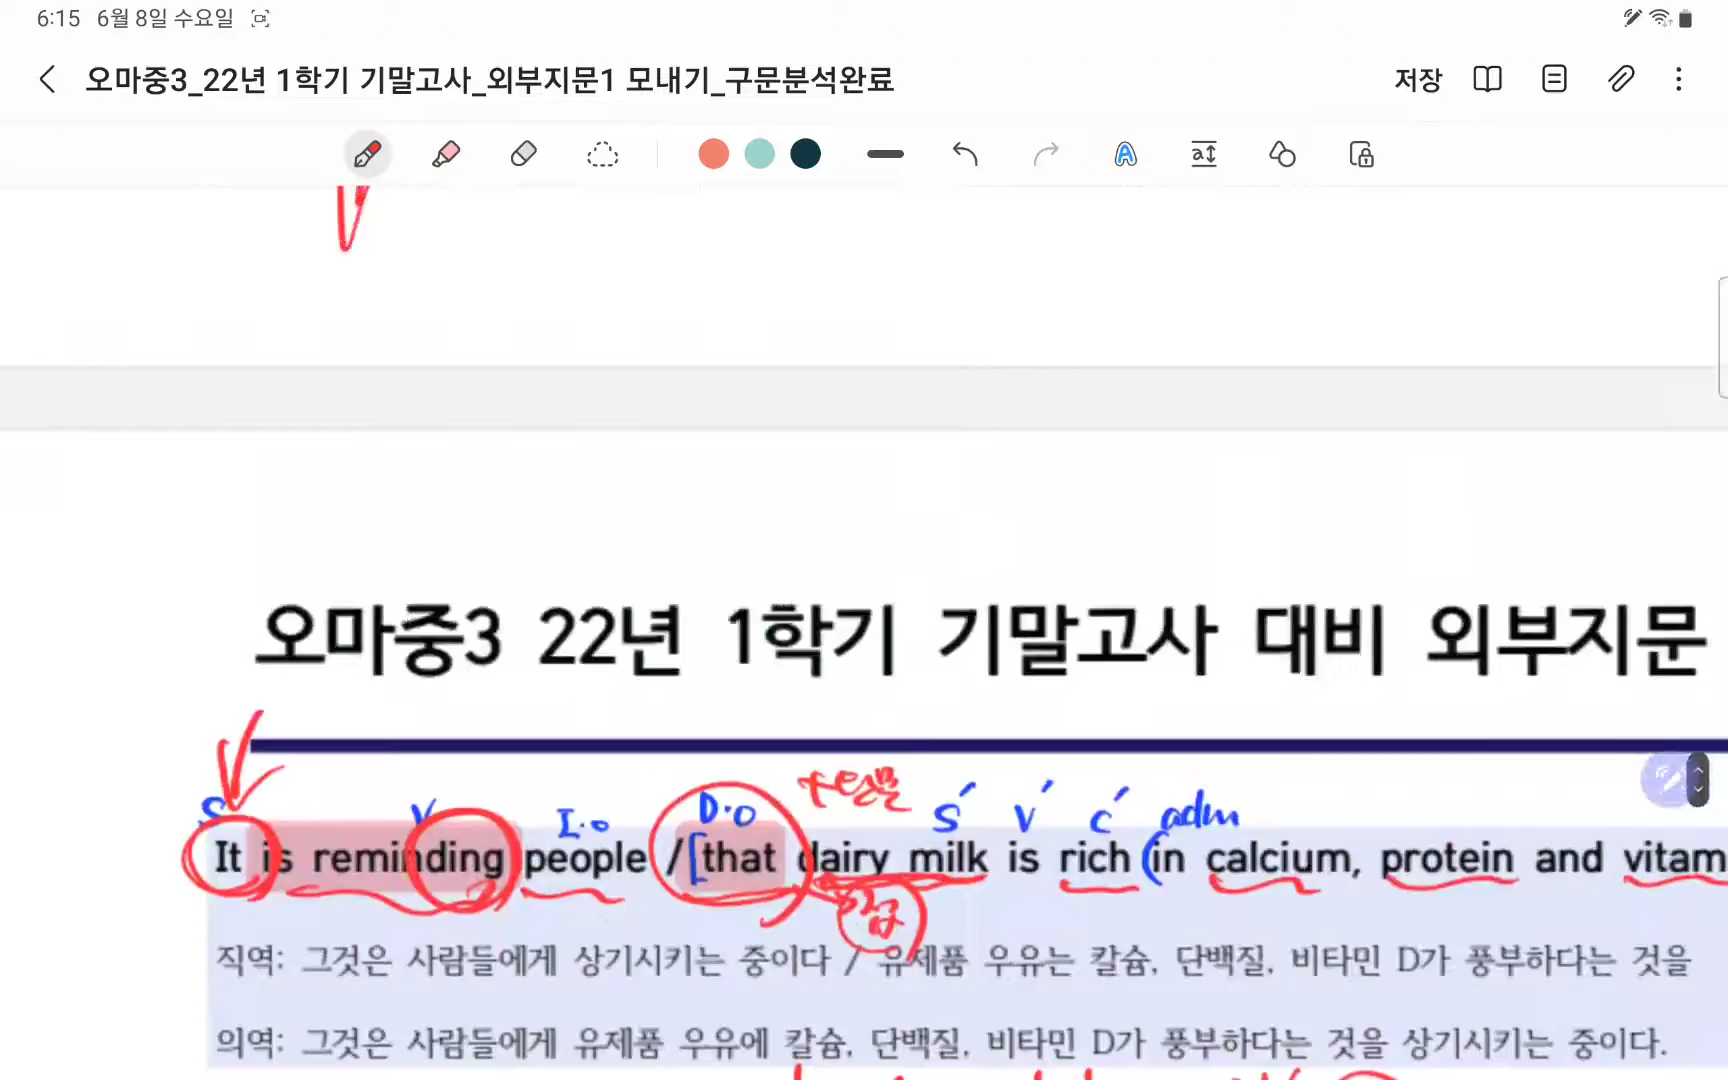 6:15 6월 8일 수요일
오마중3_22년 1학기 기말고사_외부지문1 모내기_구문분석완료
저장
오마중3 22년 1학기 기말고사 대비 외부지문
S V I.O D.O S′ V′ C′
It is reminding people / [that dairy milk is rich (in calcium, protein and vitam
직역: 그것은 사람들에게 상기시키는 중이다 / 유제품 우유는 칼슘, 단백질, 비타민 D가 풍부하다는 것을
의역: 그것은 사람들에게 유제품 우유에 칼슘, 단백질, 비타민 D가 풍부하다는 것을 상기시키는 중이다.